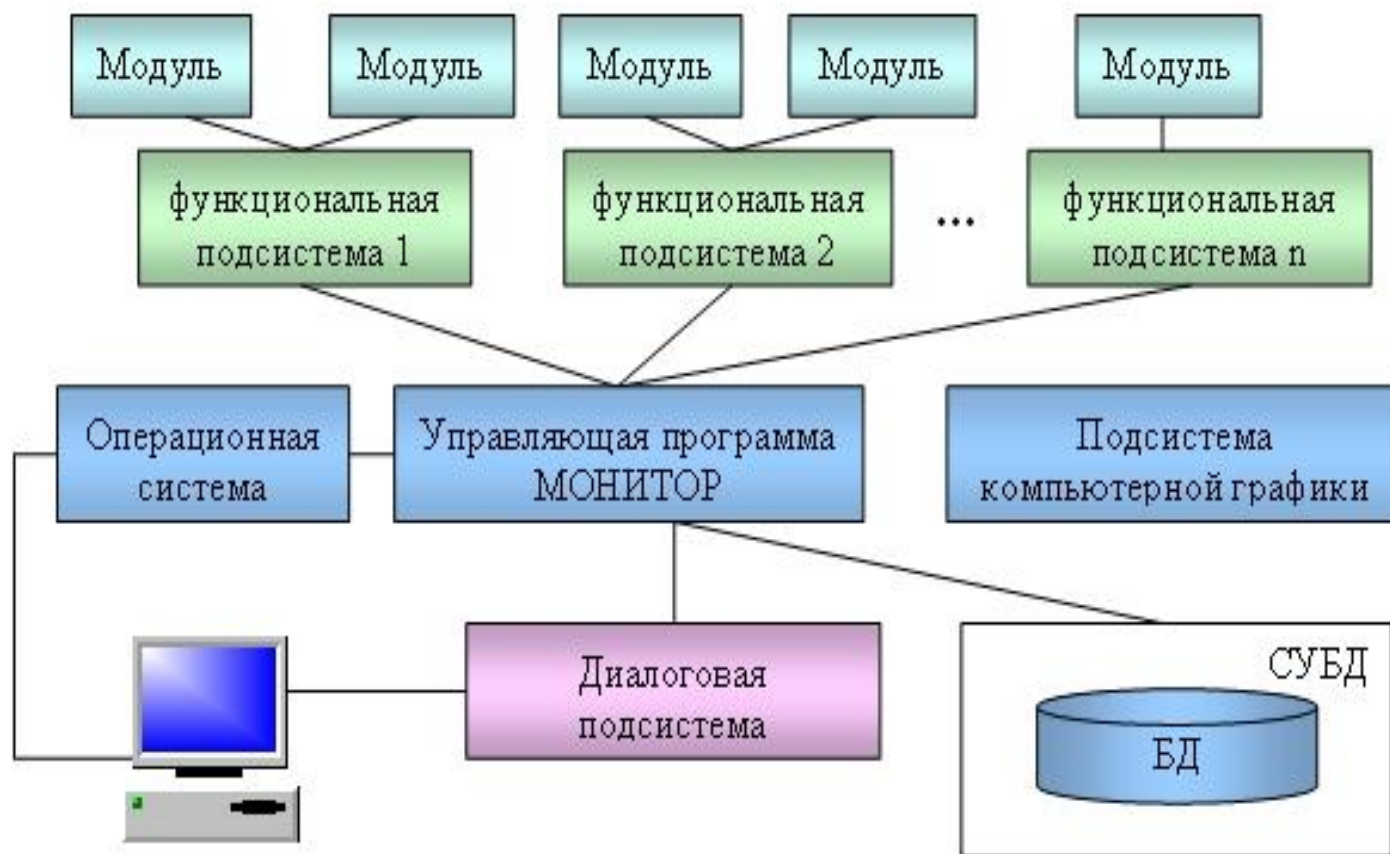 Модуль
Модуль
Модуль
Модуль
Модуль
функциональная
подсистема 1
функциональная
подсистема 2
...
функциональная
подсистема n
Операционная
система
Управляющая программа
МОНИТОР
Подсистема
компьютерной графики
Диалоговая
подсистема
СУБД
БД